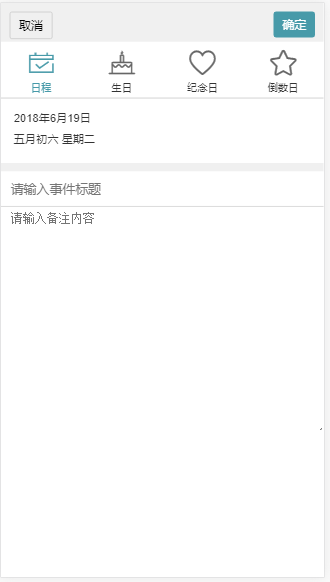 取消
确定
日程
生日
纪念日
倒数日
2018年6月19日
五月初六 星期二
请输入事件标题
请输入备注内容